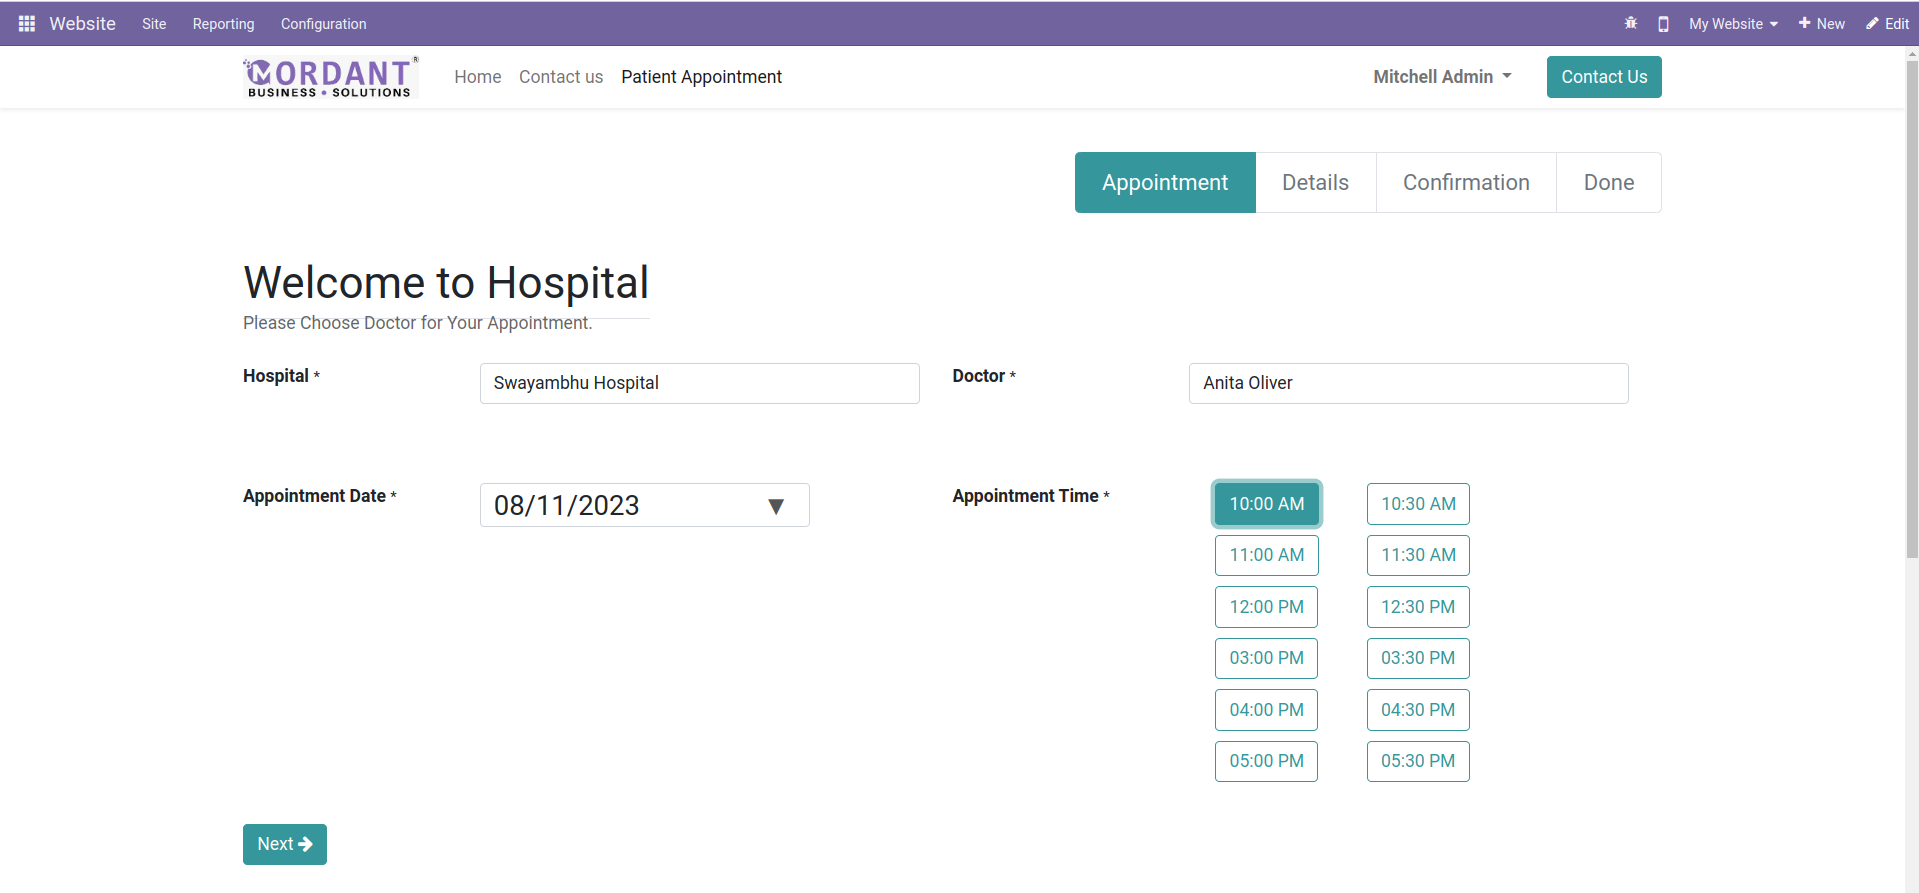 Website Site Reporting Configuration My Website New Edit
MORDANT®
BUSINESS • SOLUTIONS
Home Contact us Patient Appointment Mitchell Admin Contact Us
Appointment Details Confirmation Done
Welcome to Hospital
Please Choose Doctor for Your Appointment.
Hospital * Swayambhu Hospital Doctor * Anita Oliver
Appointment Date * 08/11/2023 Appointment Time * 10:00 AM 10:30 AM
11:00 AM 11:30 AM
12:00 PM 12:30 PM
03:00 PM 03:30 PM
04:00 PM 04:30 PM
05:00 PM 05:30 PM
Next